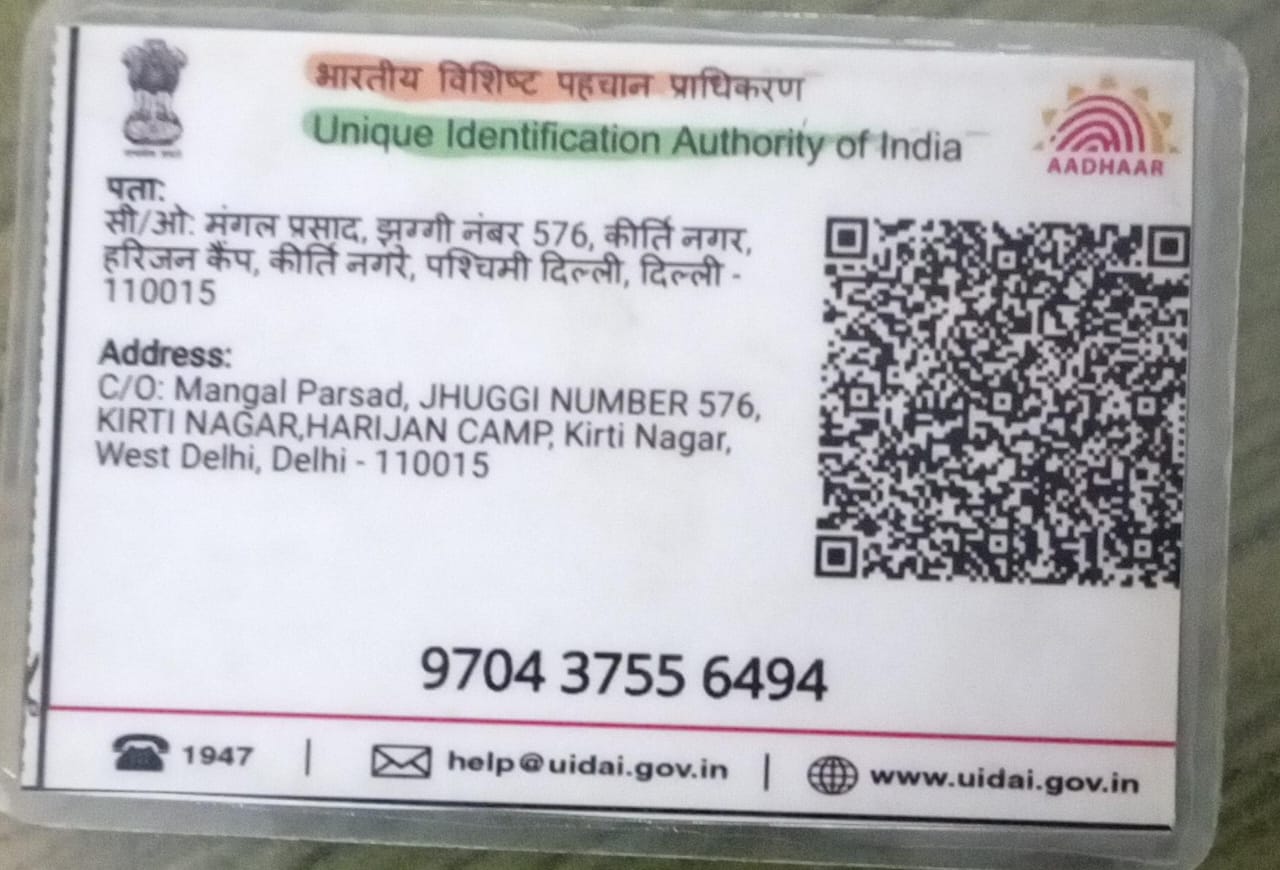 भारतीय विशिष्ट पहचान प्राधिकरण
Unique Identification Authority of India
AADHAAR
पता:
सी/ओ: मंगल प्रसाद, झुग्गी नंबर 576, कीर्ति नगर,
हरिजन कैंप, कीर्ति नगरे, पश्चिमी दिल्ली, दिल्ली -
110015
Address:
C/O: Mangal Parsad, JHUGGI NUMBER 576,
KIRTI NAGAR,HARIJAN CAMP, Kirti Nagar,
West Delhi, Delhi - 110015
9704 3755 6494
1947 | help@uidai.gov.in | www.uidai.gov.in